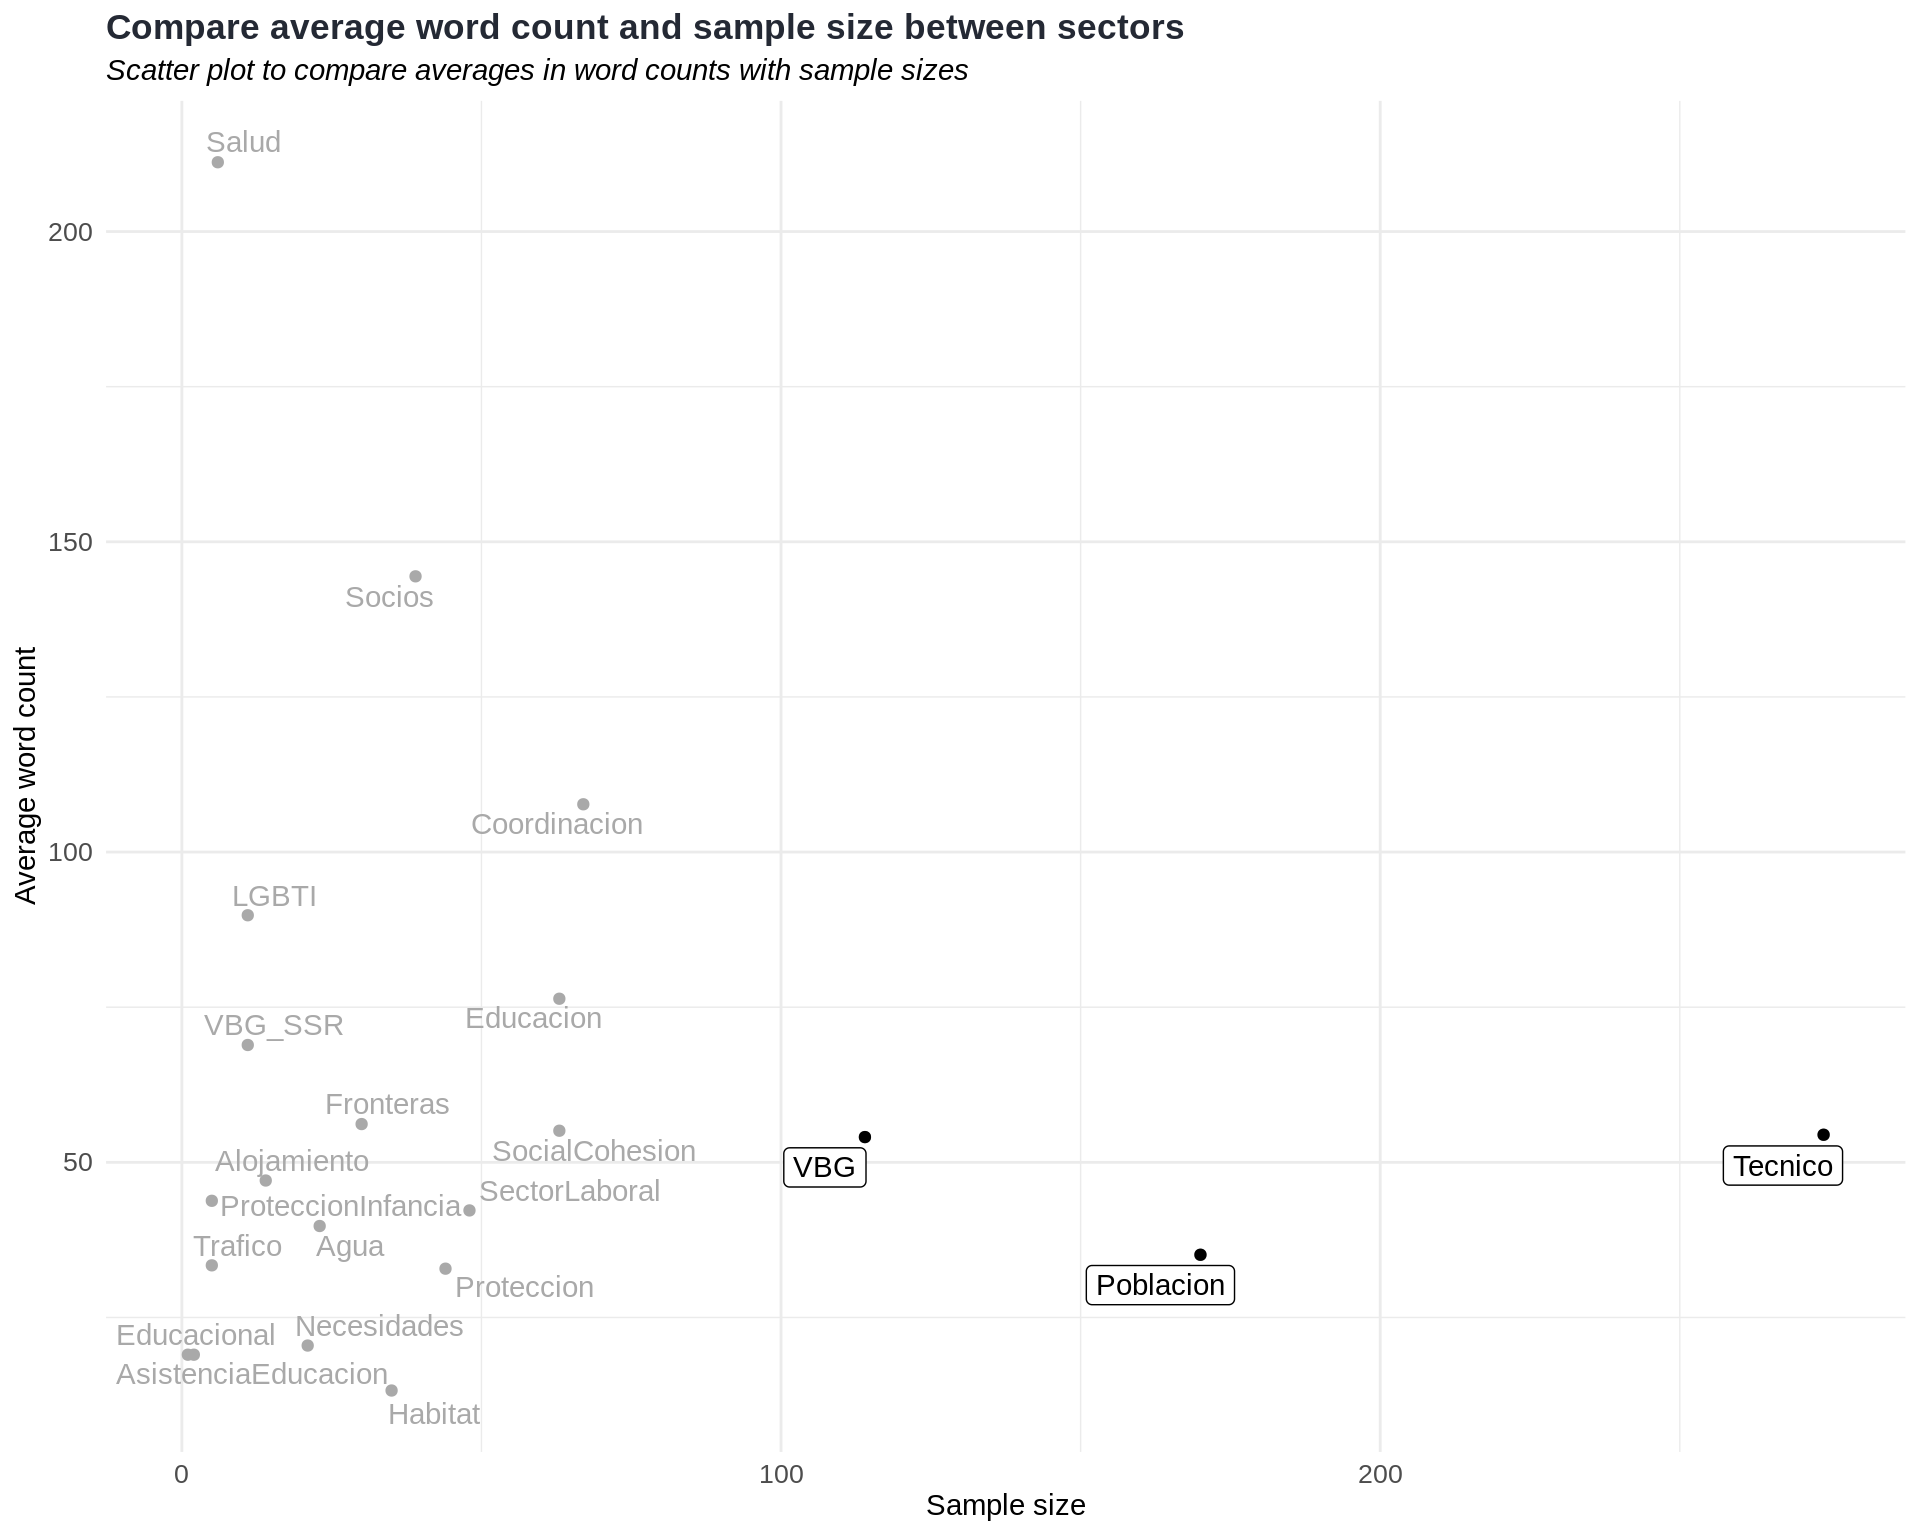 Compare average word count and sample size between sectors
Scatter plot to compare averages in word counts with sample sizes
Salud
200
150
Socios
Average word count
Coordinacion
100
LGBTI
Educacion
VBG_SSR
Fronteras
SocialCohesion
Alojamiento
50
VBG
Tecnico
SectorLaboral
ProteccionInfancia
Trafico
Agua
Proteccion
Poblacion
Necesidades
Educacional
AsistenciaEducacion
Habitat
0
100
200
Sample size